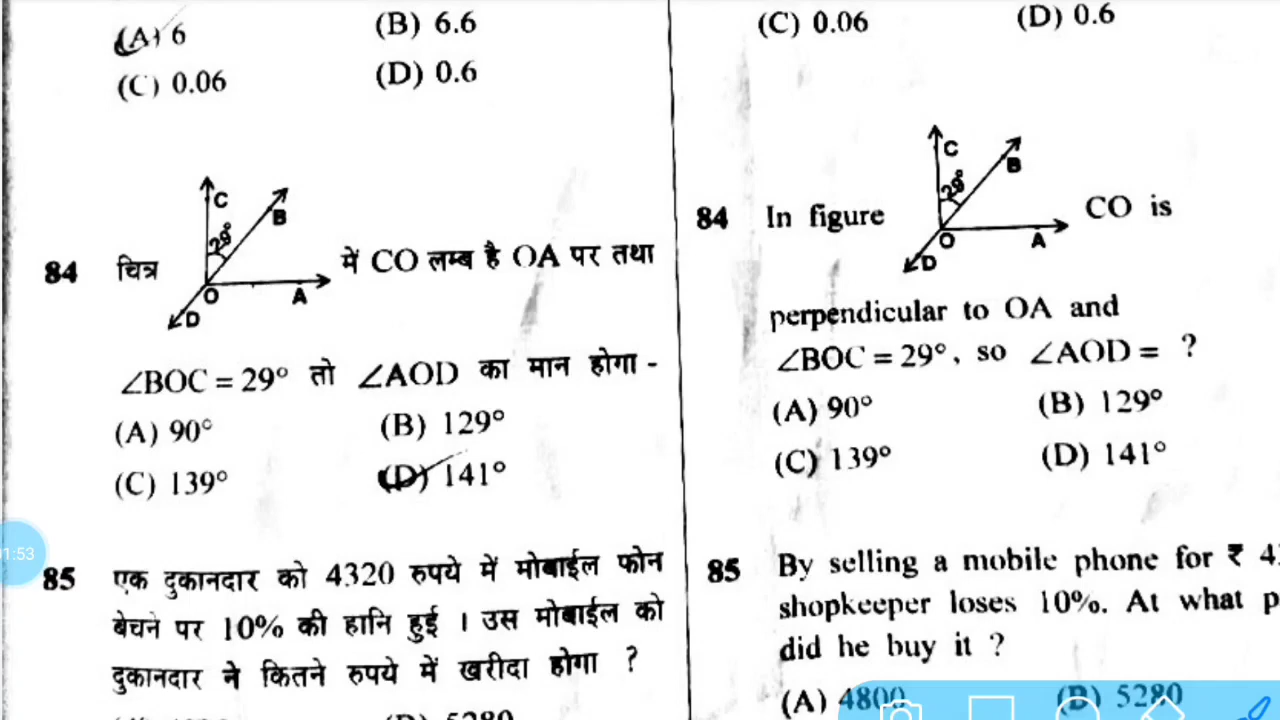 (A) 6 (B) 6.6
(C) 0.06 (D) 0.6
84 चित्र C B 29° O A D में CO लम्ब है OA पर तथा
∠BOC = 29° तो ∠AOD का मान होगा -
(A) 90° (B) 129°
(C) 139° (D) 141°
85 एक दुकानदार को 4320 रुपये में मोबाईल फोन
बेचने पर 10% की हानि हुई । उस मोबाईल को
दुकानदार ने कितने रुपये में खरीदा होगा ?
(C) 0.06 (D) 0.6
84 In figure C B 29° O A D CO is
perpendicular to OA and
∠BOC = 29°, so ∠AOD = ?
(A) 90° (B) 129°
(C) 139° (D) 141°
85 By selling a mobile phone for ₹ 4
shopkeeper loses 10%. At what p
did he buy it ?
(A) 4800 (B) 5280
1:53